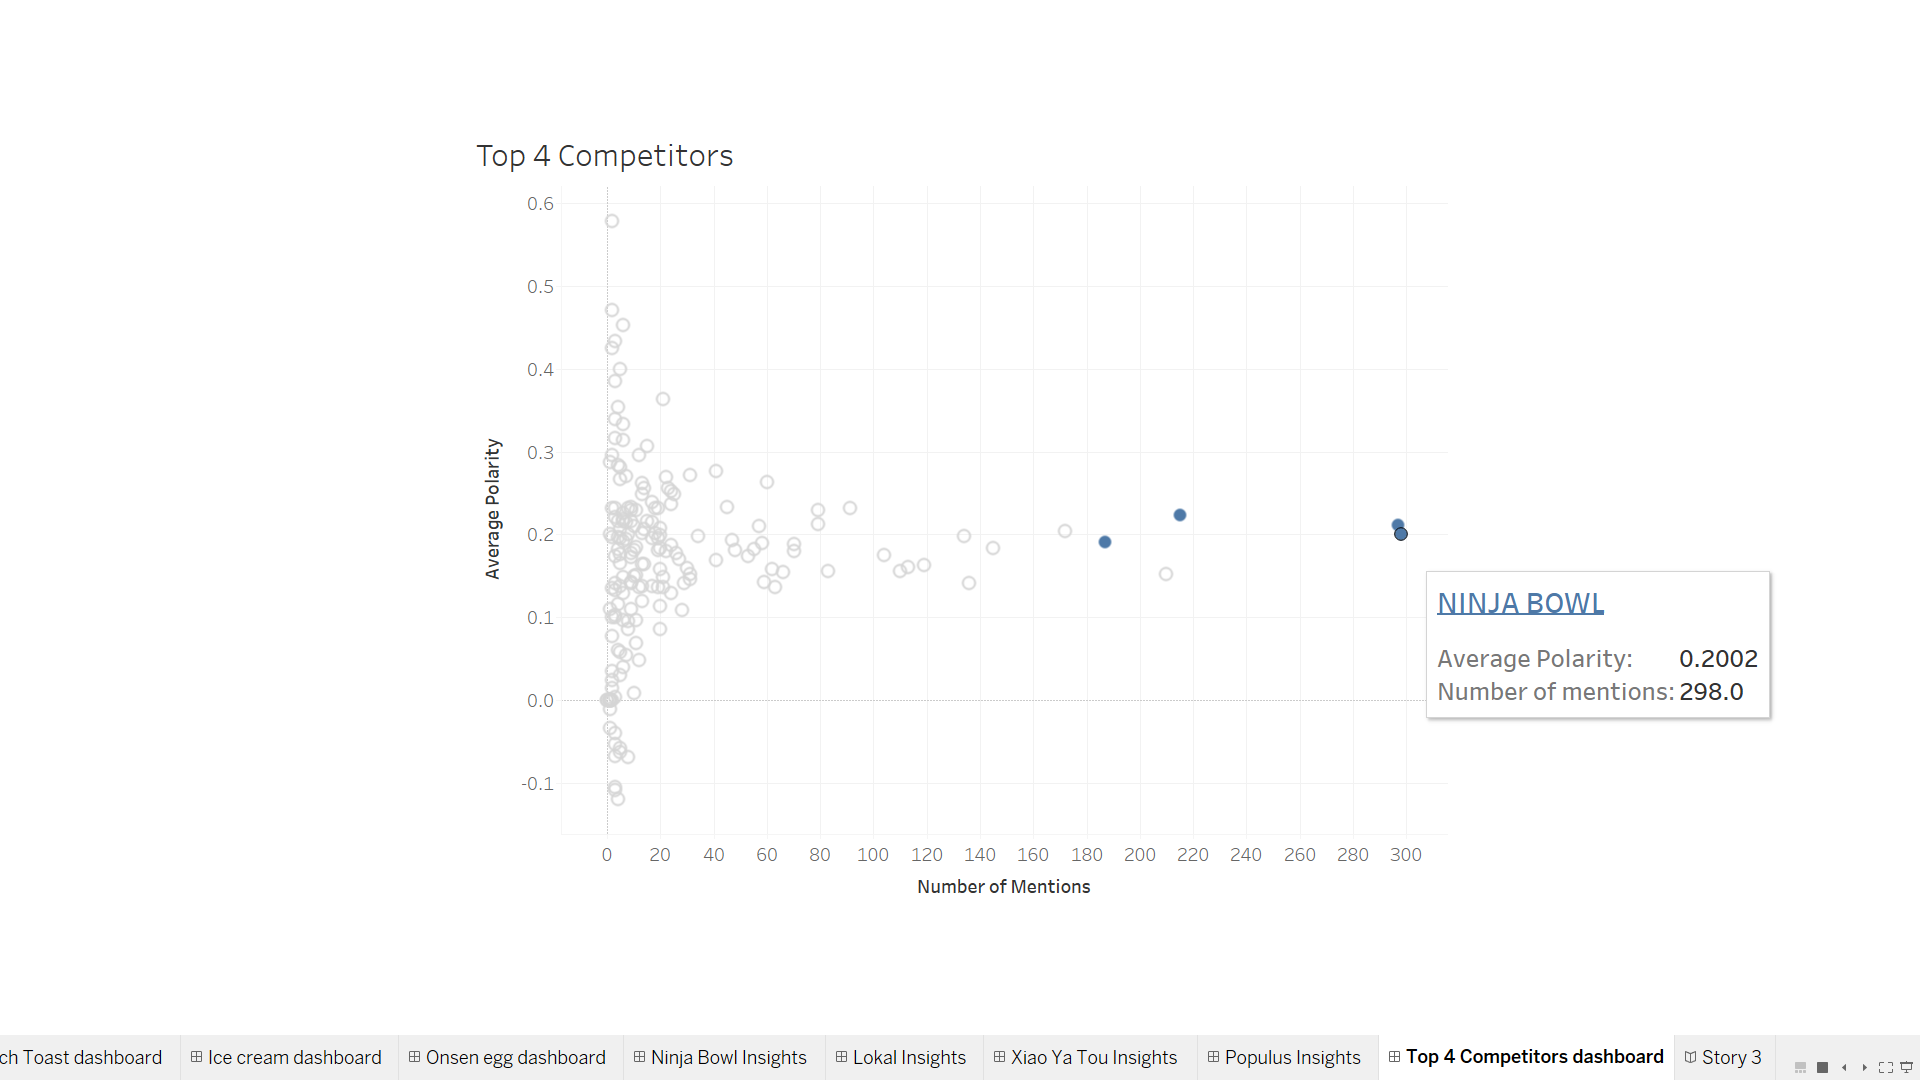 Top 4 Competitors
0.6
0.5
0.4
0.3
0.2
0.1
0.0
-0.1
Average Polarity
0 20 40 60 80 100 120 140 160 180 200 220 240 260 280 300
Number of Mentions
NINJA BOWL
Average Polarity: 0.2002
Number of mentions: 298.0
ch Toast dashboard Ice cream dashboard Onsen egg dashboard Ninja Bowl Insights Lokal Insights Xiao Ya Tou Insights Populus Insights Top 4 Competitors dashboard Story 3